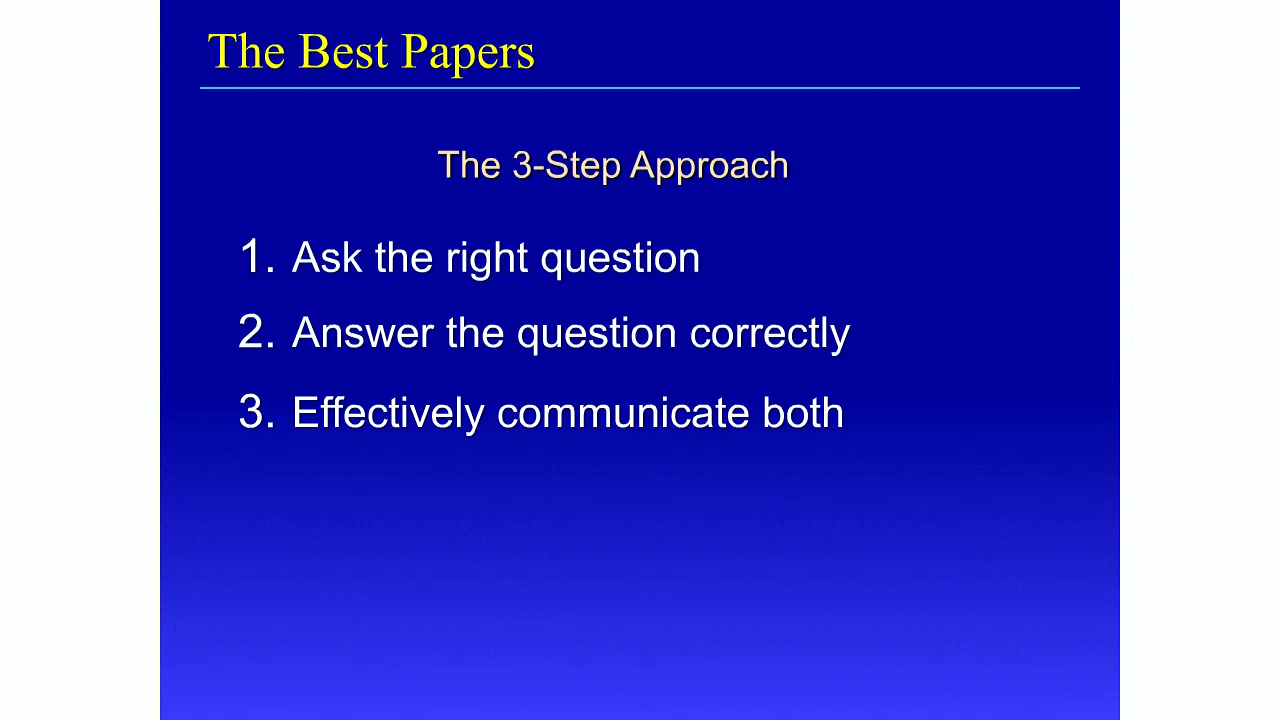 The Best Papers
The 3-Step Approach
1. Ask the right question
2. Answer the question correctly
3. Effectively communicate both